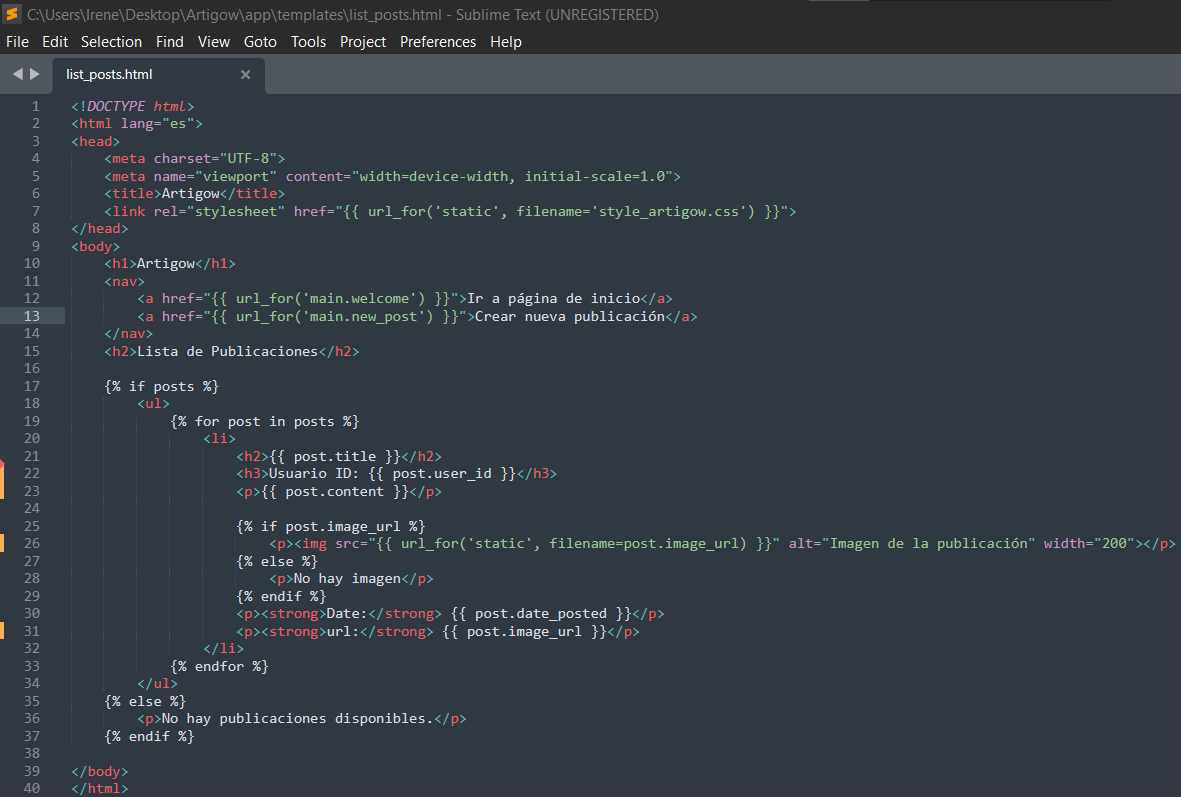 C:\Users\Irene\Desktop\Artigow\app\templates\list_posts.html - Sublime Text (UNREGISTERED)
File Edit Selection Find View Goto Tools Project Preferences Help
list_posts.html ×
1 <!DOCTYPE html>
2 <html lang="es">
3 <head>
4     <meta charset="UTF-8">
5     <meta name="viewport" content="width=device-width, initial-scale=1.0">
6     <title>Artigow</title>
7     <link rel="stylesheet" href="{{ url_for('static', filename='style_artigow.css') }}">
8 </head>
9 <body>
10     <h1>Artigow</h1>
11     <nav>
12         <a href="{{ url_for('main.welcome') }}">Ir a página de inicio</a>
13         <a href="{{ url_for('main.new_post') }}">Crear nueva publicación</a>
14     </nav>
15     <h2>Lista de Publicaciones</h2>
16
17     {% if posts %}
18         <ul>
19             {% for post in posts %}
20                 <li>
21                     <h2>{{ post.title }}</h2>
22                     <h3>Usuario ID: {{ post.user_id }}</h3>
23                     <p>{{ post.content }}</p>
24
25                     {% if post.image_url %}
26                         <p><img src="{{ url_for('static', filename=post.image_url) }}" alt="Imagen de la publicación" width="200"></p>
27                     {% else %}
28                         <p>No hay imagen</p>
29                     {% endif %}
30                     <p><strong>Date:</strong> {{ post.date_posted }}</p>
31                     <p><strong>url:</strong> {{ post.image_url }}</p>
32                 </li>
33             {% endfor %}
34         </ul>
35     {% else %}
36         <p>No hay publicaciones disponibles.</p>
37     {% endif %}
38
39 </body>
40 </html>